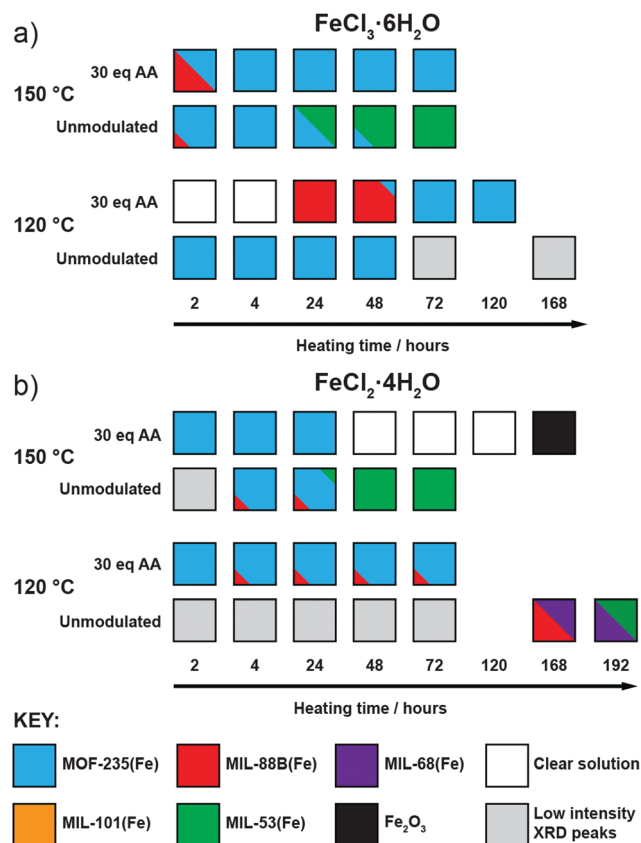 a)
FeCl₃·6H₂O
150 °C
30 eq AA
Unmodulated
120 °C
30 eq AA
Unmodulated
2 4 24 48 72 120 168
Heating time / hours
b)
FeCl₂·4H₂O
150 °C
30 eq AA
Unmodulated
120 °C
30 eq AA
Unmodulated
2 4 24 48 72 120 168 192
Heating time / hours
KEY:
MOF-235(Fe) MIL-88B(Fe) MIL-68(Fe) Clear solution
MIL-101(Fe) MIL-53(Fe) Fe₂O₃ Low intensity
XRD peaks